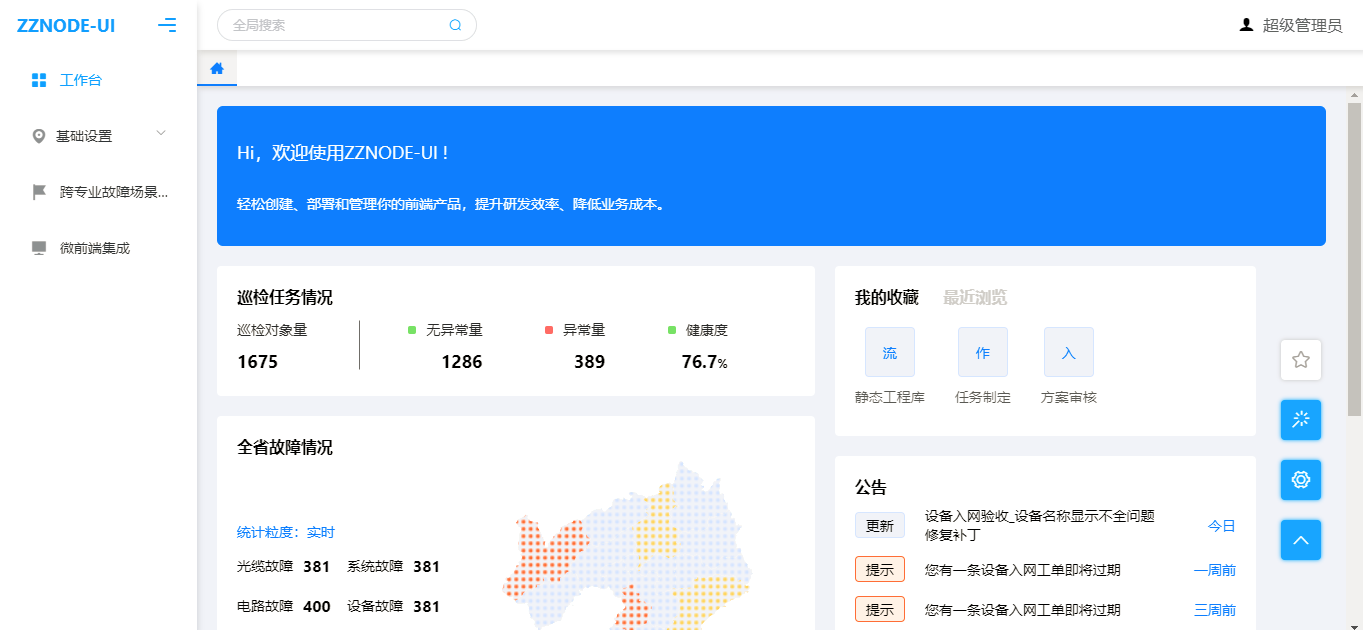 ZZNODE-UI
全局搜索
超级管理员
工作台
基础设置
跨专业故障场景...
微前端集成
Hi，欢迎使用ZZNODE-UI！
轻松创建、部署和管理你的前端产品，提升研发效率、降低业务成本。
巡检任务情况
巡检对象量
无异常量
异常量
健康度
1675
1286
389
76.7%
我的收藏
最近浏览
流
作
入
静态工程库
任务制定
方案审核
全省故障情况
统计粒度：实时
光缆故障 381 系统故障 381
电路故障 400 设备故障 381
公告
更新
设备入网验收_设备名称显示不全问题
修复补丁
今日
提示
您有一条设备入网工单即将过期
一周前
提示
您有一条设备入网工单即将过期
三周前